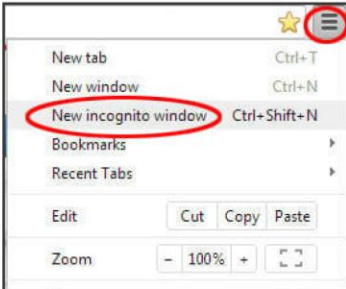 New tab Ctrl+T
New window Ctrl+N
New incognito window Ctrl+Shift+N
Bookmarks
Recent Tabs
Edit Cut Copy Paste
Zoom - 100% +